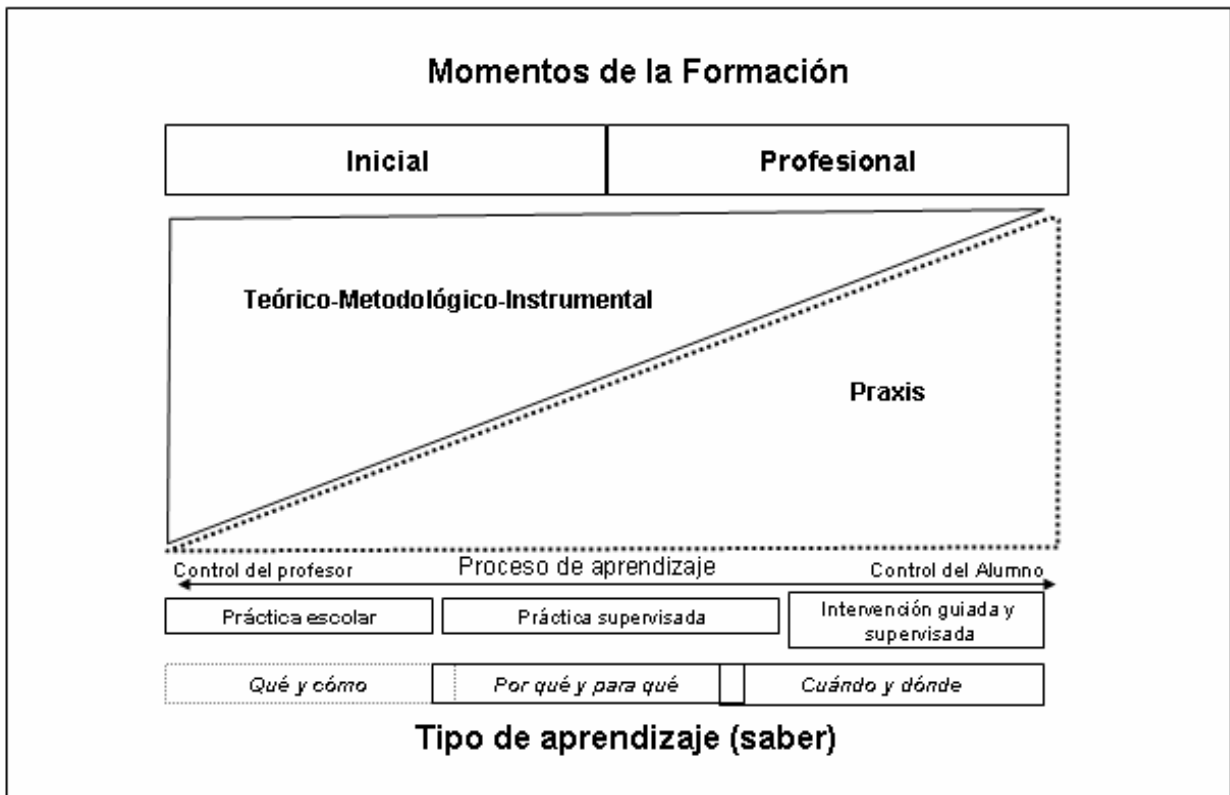 Momentos de la Formación
Inicial
Profesional
Teórico-Metodológico-Instrumental
Praxis
Control del profesor
Proceso de aprendizaje
Control del Alumno
Práctica escolar
Práctica supervisada
Intervención guiada y
supervisada
Qué y cómo
Por qué y para qué
Cuándo y dónde
Tipo de aprendizaje (saber)